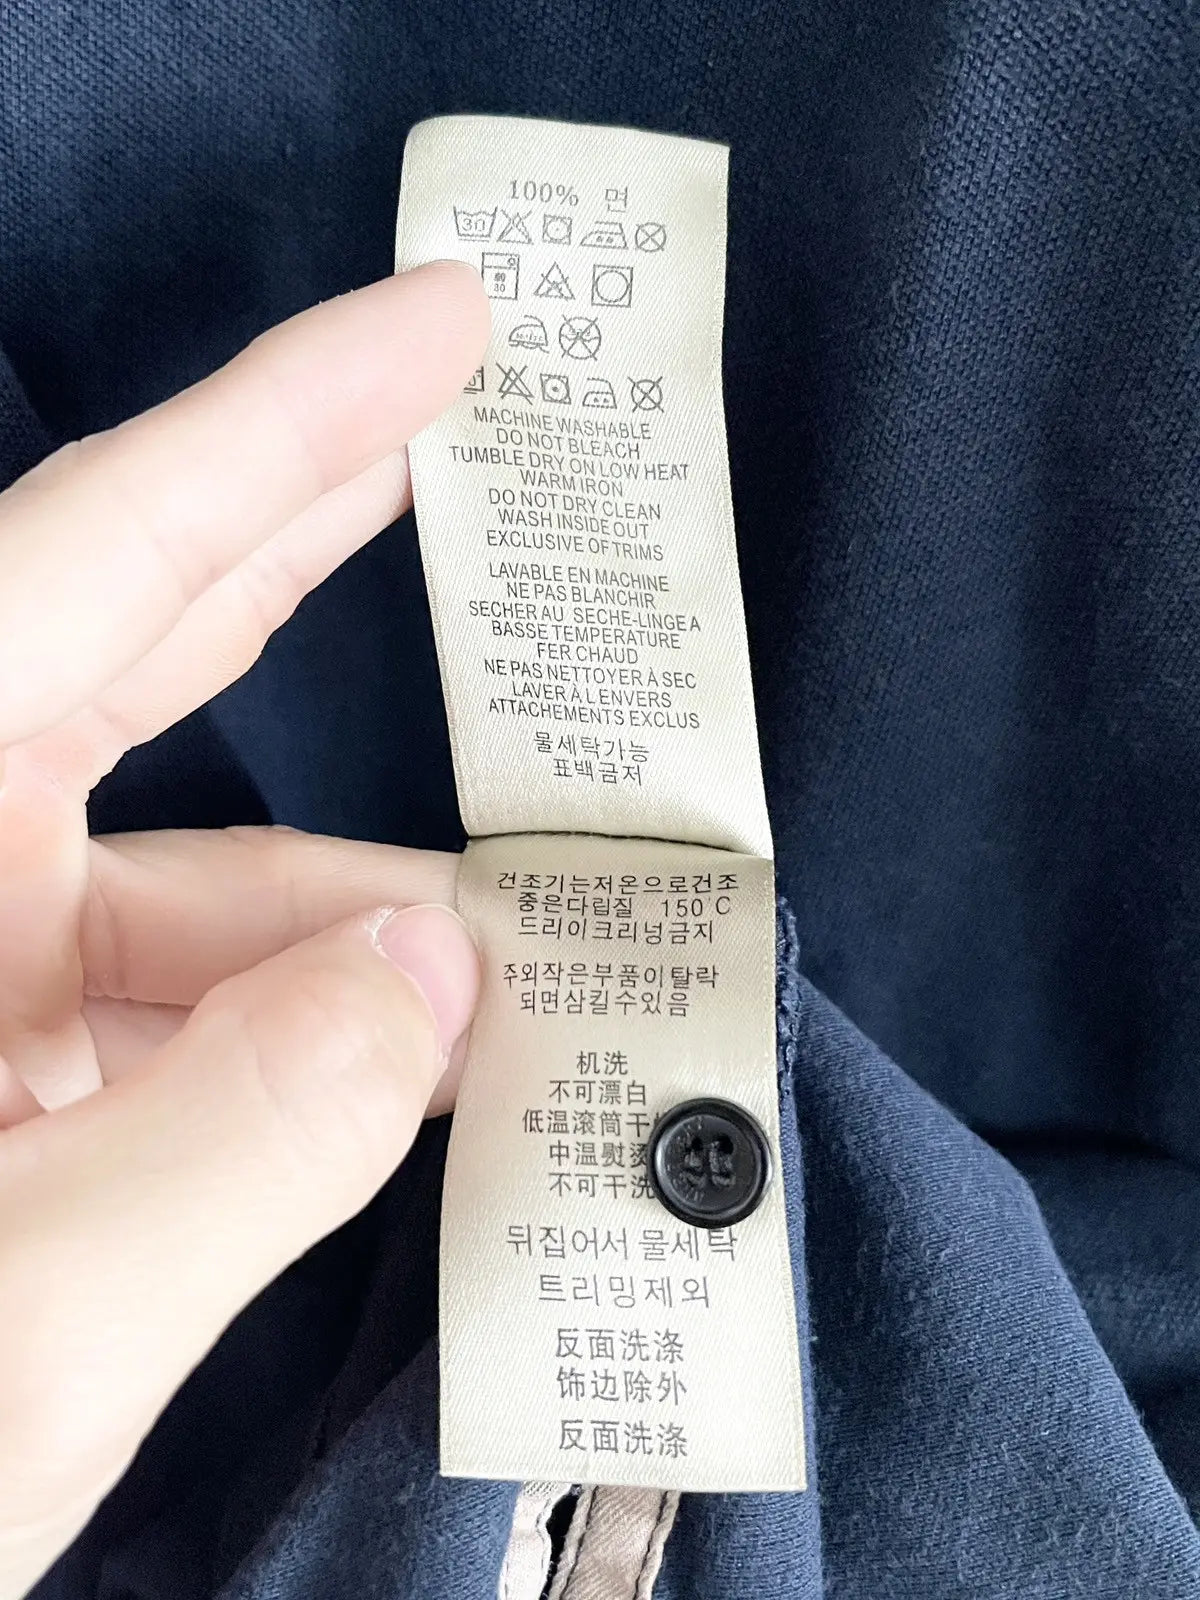 100% 면
30
30
MACHINE WASHABLE
DO NOT BLEACH
TUMBLE DRY ON LOW HEAT
WARM IRON
DO NOT DRY CLEAN
WASH INSIDE OUT
EXCLUSIVE OF TRIMS
LAVABLE EN MACHINE
NE PAS BLANCHIR
SECHER AU SECHE-LINGE A
BASSE TEMPERATURE
FER CHAUD
NE PAS NETTOYER À SEC
LAVER À LENVERS
ATTACHEMENTS EXCLUS
물세탁가능
표백금저
건조기는저온으로건조
중은다림질 150 C
드리이크리닝금지
주외작은부품이탈락
되면삼킬수있음
机洗
不可漂白
低温滚筒干
中温熨烫
不可干洗
뒤집어서 물세탁
트리밍제외
反面洗涤
饰边除外
反面洗涤